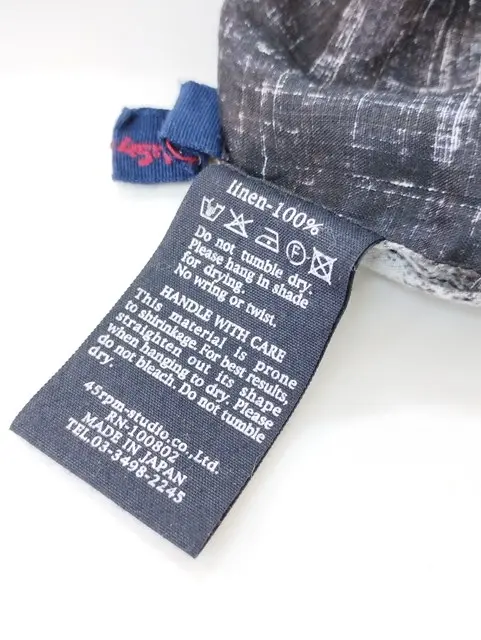 linen-100%
F
Do not tumble dry.
Please hang in shade
for drying.
No wring or twist.
HANDLE WITH CARE
This material is prone
to shirinkage. For best results,
straighten out its shape
when hanging to dry. Please
do not bleach. Do not tumble
dry.
45rpm-studio.co.,Ltd.
RN-100802
MADE IN JAPAN
TEL.03-3498-2245